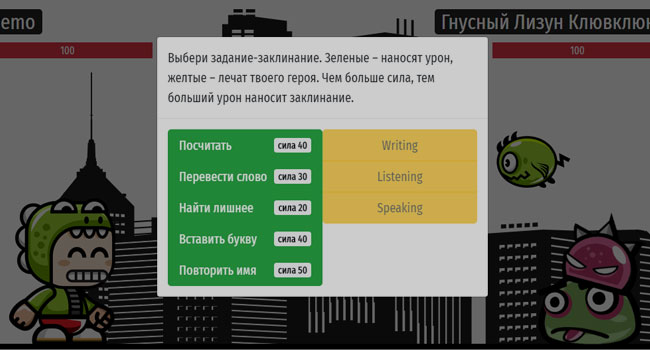 emo
Гнусный Лизун Клювклюк
100
100
Выбери задание-заклинание. Зеленые – наносят урон,
желтые – лечат твоего героя. Чем больше сила, тем
больший урон наносит заклинание.
Посчитать сила 40
Writing
Перевести слово сила 30
Listening
Найти лишнее сила 20
Speaking
Вставить букву сила 40
Повторить имя сила 50